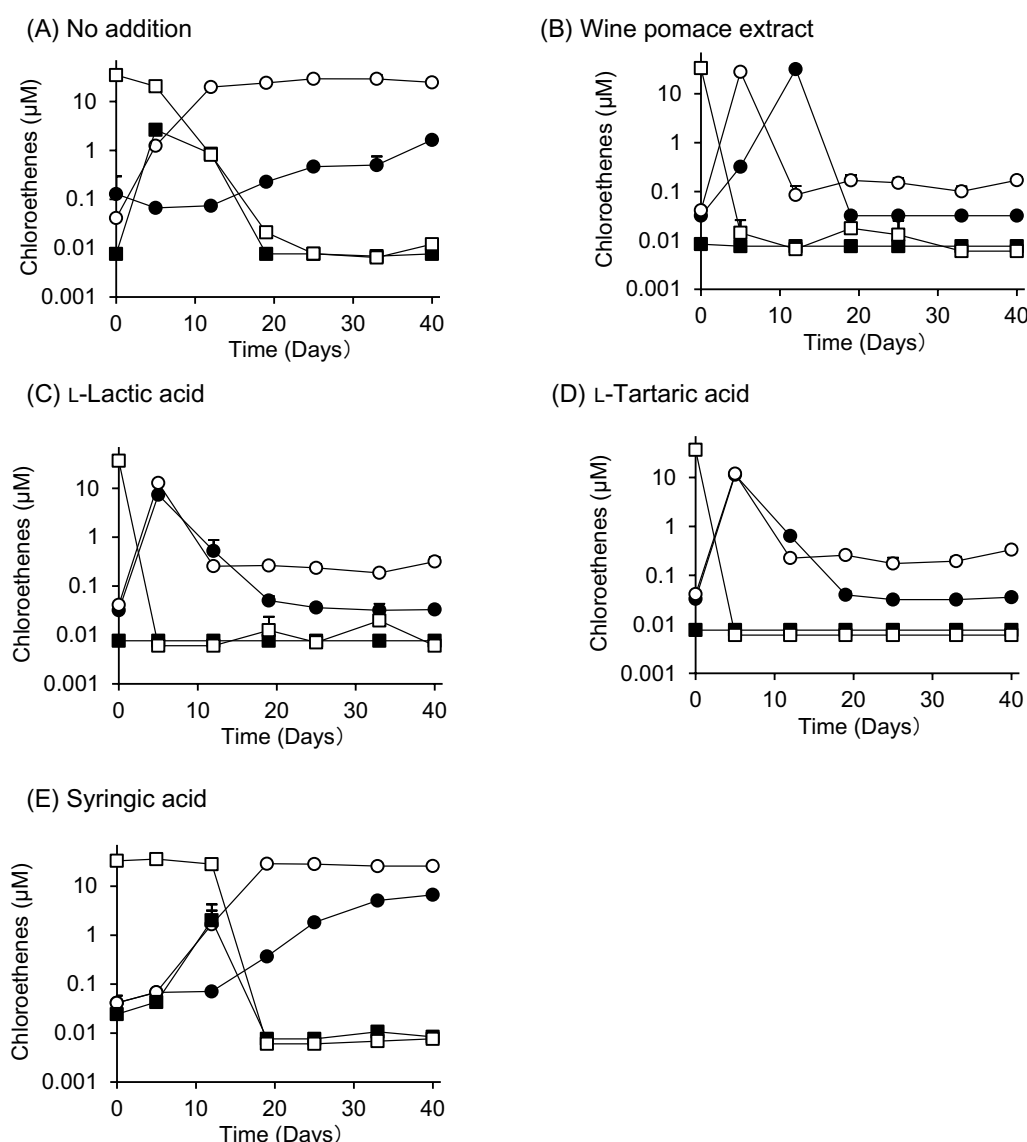 (A) No addition
Chloroethenes (µM)
10
1
0.1
0.01
0.001
0 10 20 30 40
Time (Days）
(B) Wine pomace extract
Chloroethenes (µM)
10
1
0.1
0.01
0.001
0 10 20 30 40
Time (Days）
(C) L-Lactic acid
Chloroethenes (µM)
10
1
0.1
0.01
0.001
0 10 20 30 40
Time (Days）
(D) L-Tartaric acid
Chloroethenes (µM)
10
1
0.1
0.01
0.001
0 10 20 30 40
Time (Days）
(E) Syringic acid
Chloroethenes (µM)
10
1
0.1
0.01
0.001
0 10 20 30 40
Time (Days）